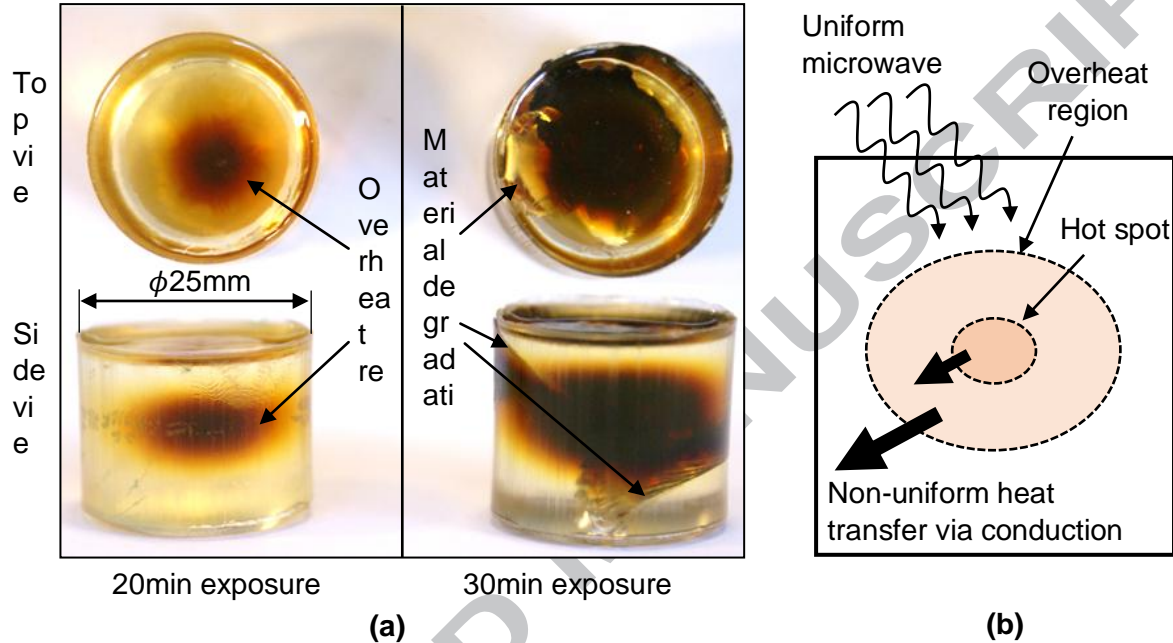 To
p
vi
e
O
ve
rh
ea
t
re
M
at
eri
al
de
gr
ad
ati
ϕ25mm
Si
de
vi
e
20min exposure
30min exposure
(a)
Uniform
microwave
Overheat
region
Hot spot
Non-uniform heat
transfer via conduction
(b)
D M
NUSCRIP